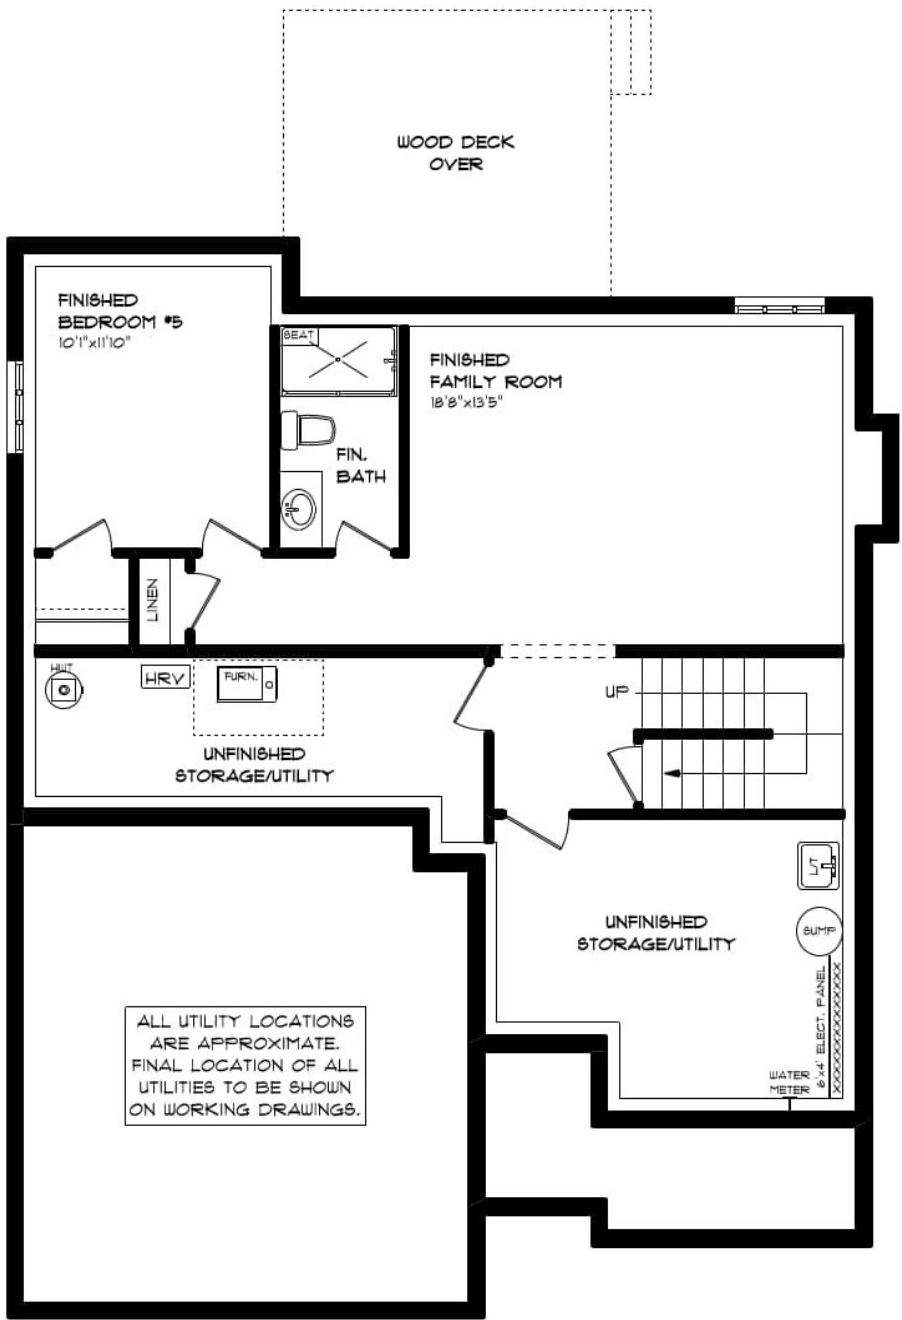 WOOD DECK
OVER
FINISHED
BEDROOM #5
10'1"x11'10"
SEAT
FINISHED
FAMILY ROOM
18'8"x13'5"
FIN.
BATH
LINEN
HWT
HRV
FURN.
UP
UNFINISHED
STORAGE/UTILITY
L/T
UNFINISHED
STORAGE/UTILITY
SUMP
6'x4' ELECT. PANEL
WATER
METER
ALL UTILITY LOCATIONS
ARE APPROXIMATE.
FINAL LOCATION OF ALL
UTILITIES TO BE SHOWN
ON WORKING DRAWINGS.